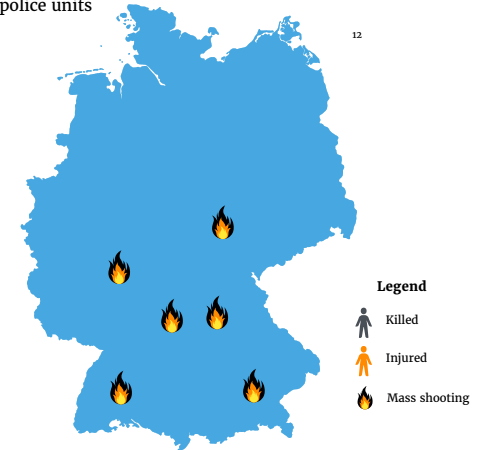 police units
12
Legend
Killed
Injured
Mass shooting